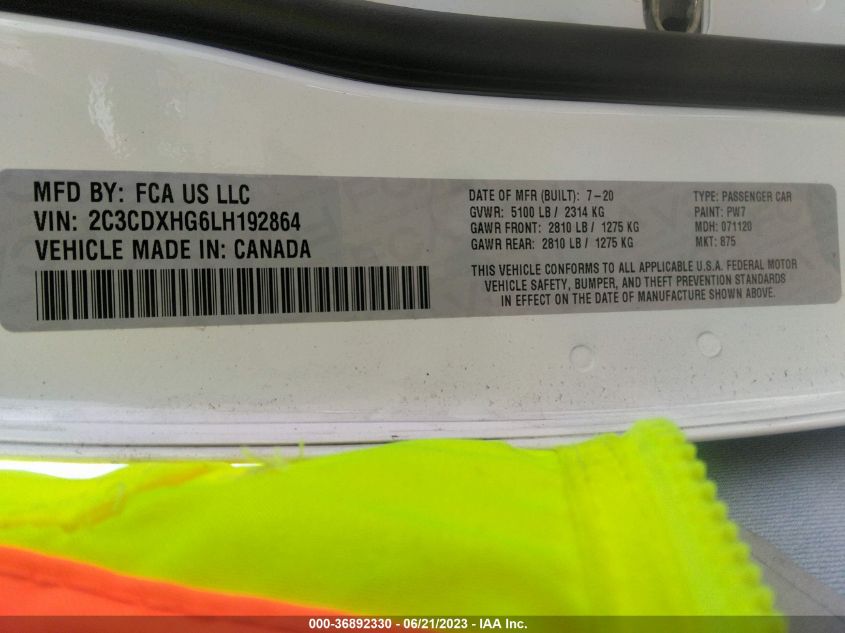 MFD BY: FCA US LLC
VIN: 2C3CDXHG6LH192864
VEHICLE MADE IN: CANADA
DATE OF MFR (BUILT): 7-20
GVWR: 5100 LB / 2314 KG
GAWR FRONT: 2810 LB / 1275 KG
GAWR REAR: 2810 LB / 1275 KG
TYPE: PASSENGER CAR
PAINT: PW7
MDH: 071120
MKT: 875
THIS VEHICLE CONFORMS TO ALL APPLICABLE U.S.A. FEDERAL MOTOR
VEHICLE SAFETY, BUMPER, AND THEFT PREVENTION STANDARDS
IN EFFECT ON THE DATE OF MANUFACTURE SHOWN ABOVE.
000-36892330 - 06/21/2023 - IAA Inc.